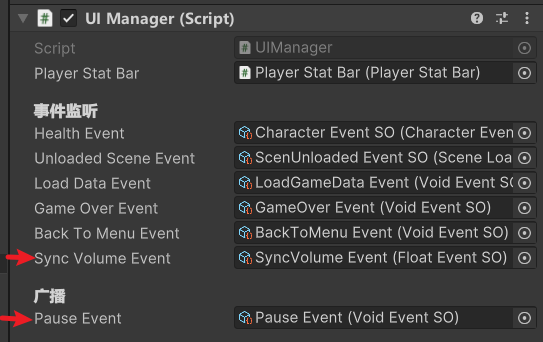 UI Manager (Script)
Script UIManager
Player Stat Bar Player Stat Bar (Player Stat Bar)
事件监听
Health Event Character Event SO (Character Even
Unloaded Scene Event ScenUnloaded Event SO (Scene Loa
Load Data Event LoadGameData Event (Void Event SO
Game Over Event GameOver Event (Void Event SO)
Back To Menu Event BackToMenu Event (Void Event SO)
Sync Volume Event SyncVolume Event (Float Event SO)
广播
Pause Event Pause Event (Void Event SO)